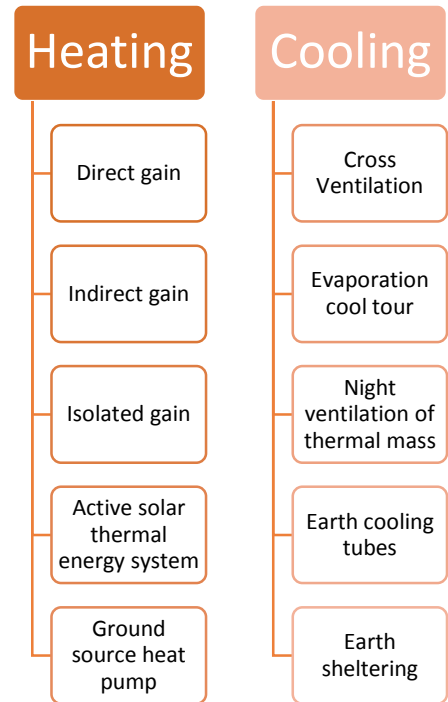 Heating
Direct gain
Indirect gain
Isolated gain
Active solar
thermal
energy system
Ground
source heat
pump
Cooling
Cross
Ventilation
Evaporation
cool tour
Night
ventilation of
thermal mass
Earth cooling
tubes
Earth
sheltering